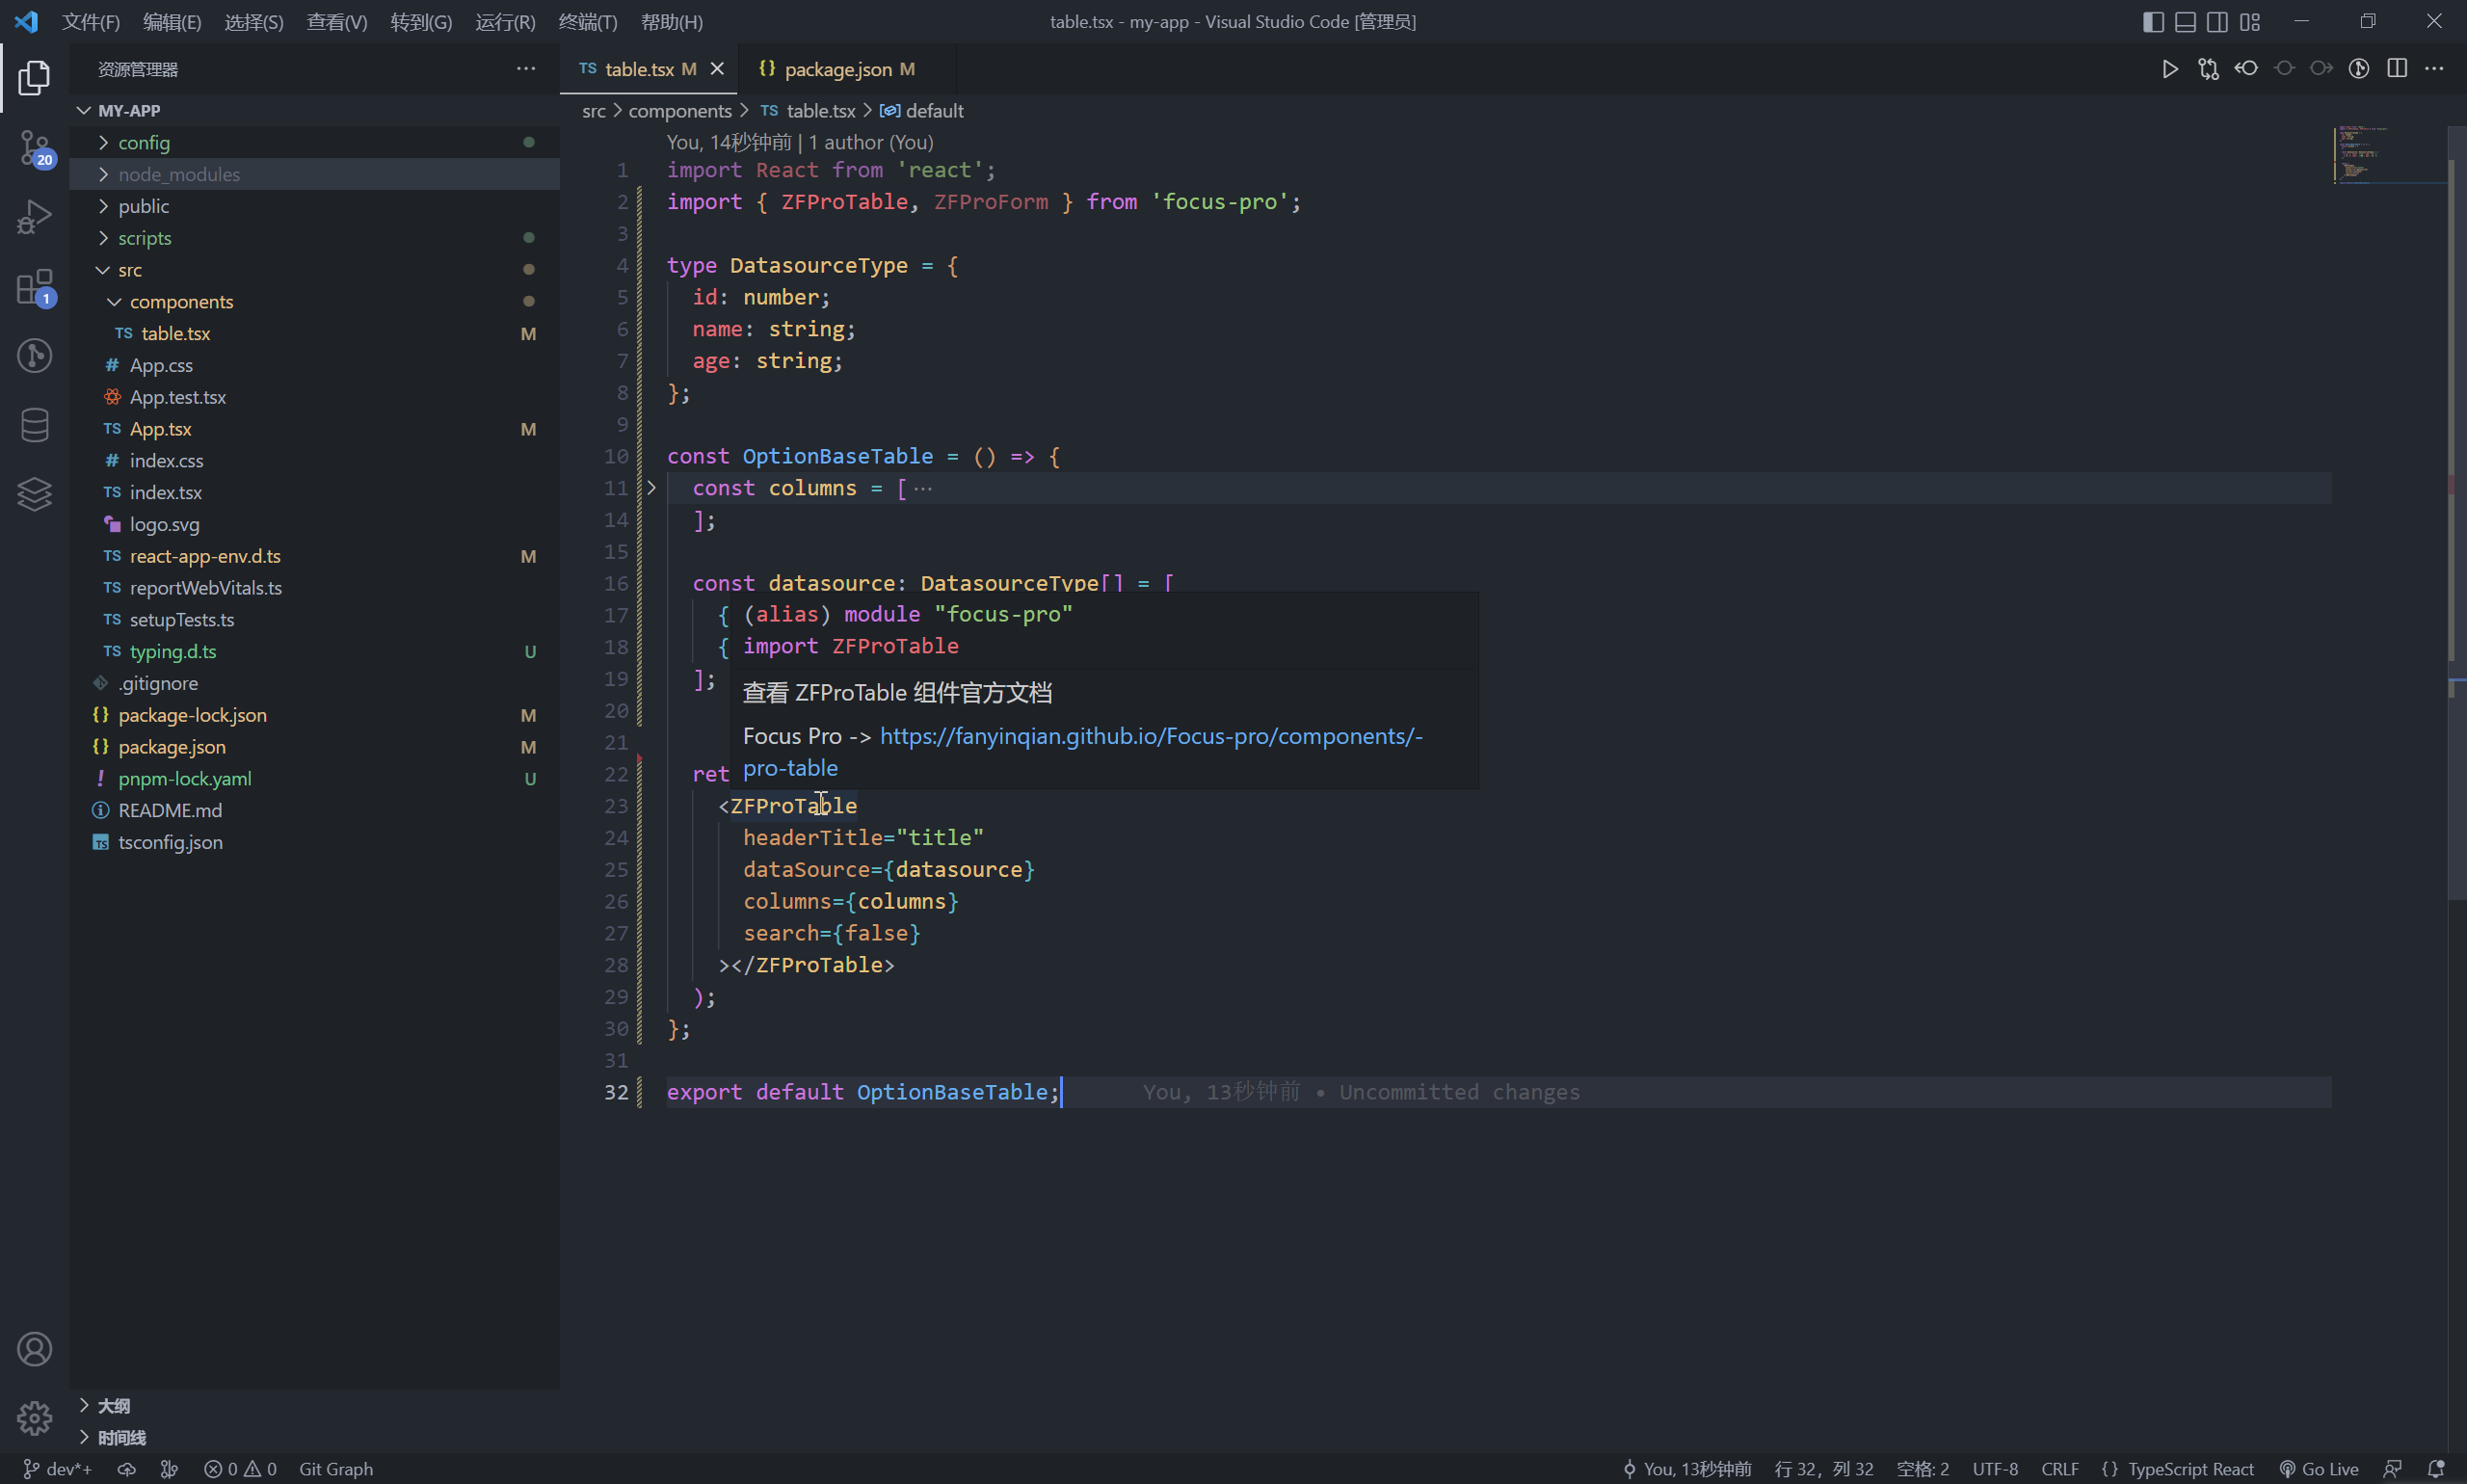 文件(F) 编辑(E) 选择(S) 查看(V) 转到(G) 运行(R) 终端(T) 帮助(H) table.tsx - my-app - Visual Studio Code [管理员]
资源管理器 ···
MY-APP
config
node_modules
public
scripts
src
components
TS table.tsx M
# App.css
App.test.tsx
TS App.tsx M
# index.css
TS index.tsx
logo.svg
TS react-app-env.d.ts M
TS reportWebVitals.ts
TS setupTests.ts
TS typing.d.ts U
.gitignore
{} package-lock.json M
{} package.json M
! pnpm-lock.yaml U
README.md
TS tsconfig.json
大纲
时间线
20
1
TS table.tsx M {} package.json M
src > components > TS table.tsx > default
You, 14秒钟前 | 1 author (You)
1 import React from 'react';
2 import { ZFProTable, ZFProForm } from 'focus-pro';
3
4 type DatasourceType = {
5 id: number;
6 name: string;
7 age: string;
8 };
9
10 const OptionBaseTable = () => {
11 const columns = [ ···
14 ];
15
16 const datasource: DatasourceType[] = [
17 {
18 {
19 ];
20
21
22 ret
(alias) module "focus-pro"
import ZFProTable
查看 ZFProTable 组件官方文档
Focus Pro -> https://fanyinqian.github.io/Focus-pro/components/-
pro-table
23 <ZFProTable
24 headerTitle="title"
25 dataSource={datasource}
26 columns={columns}
27 search={false}
28 ></ZFProTable>
29 );
30 };
31
32 export default OptionBaseTable; You, 13秒钟前 • Uncommitted changes
dev*+ 0 0 Git Graph You, 13秒钟前 行 32，列 32 空格: 2 UTF-8 CRLF {} TypeScript React Go Live